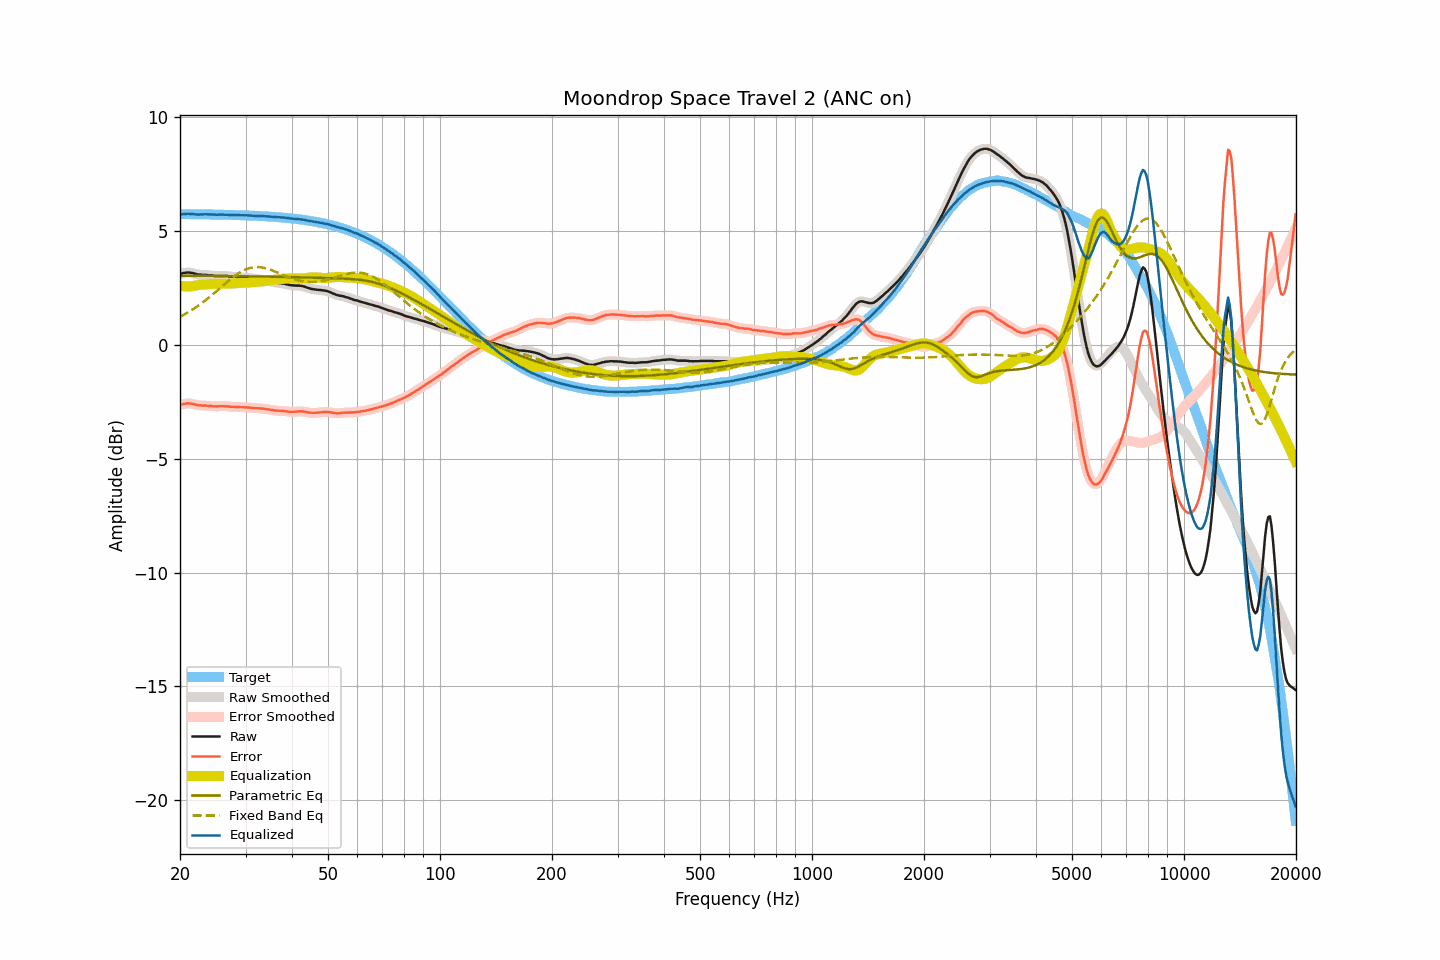 Moondrop Space Travel 2 (ANC on)
10
5
0
−5
−10
−15
−20
Amplitude (dBr)
Target
Raw Smoothed
Error Smoothed
Raw
Error
Equalization
Parametric Eq
Fixed Band Eq
Equalized
20 50 100 200 500 1000 2000 5000 10000 20000
Frequency (Hz)